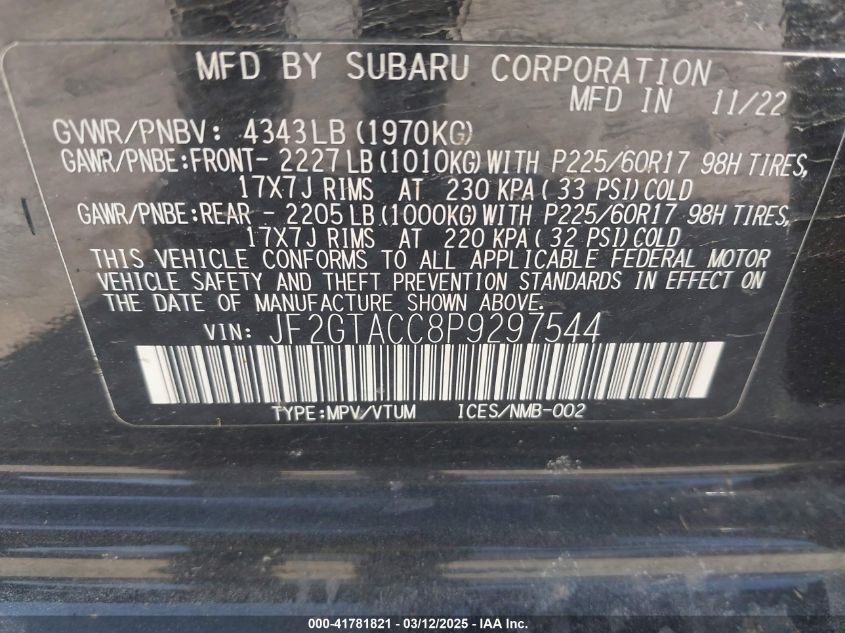 MFD BY SUBARU CORPORATION
MFD IN 11/22
GVWR/PNBV: 4343LB (1970KG)
GAWR/PNBE:FRONT- 2227LB (1010KG) WITH P225/60R17 98H TIRES,
17X7J RIMS AT 230 KPA ( 33 PSI) COLD
GAWR/PNBE:REAR - 2205LB (1000KG) WITH P225/60R17 98H TIRES,
17X7J RIMS AT 220 KPA ( 32 PSI) COLD
THIS VEHICLE CONFORMS TO ALL APPLICABLE FEDERAL MOTOR
VEHICLE SAFETY AND THEFT PREVENTION STANDARDS IN EFFECT ON
THE DATE OF MANUFACTURE SHOWN ABOVE.
VIN: JF2GTACC8P9297544
TYPE:MPV/VTUM ICES/NMB-002
000-41781821 - 03/12/2025 - IAA Inc.